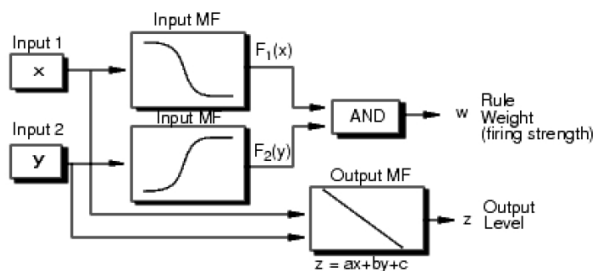 Input MF
Input 1
x
F1(x)
Input MF
AND
w
Rule
Weight
(firing strength)
Input 2
y
F2(y)
Output MF
z
Output
Level
z = ax+by+c